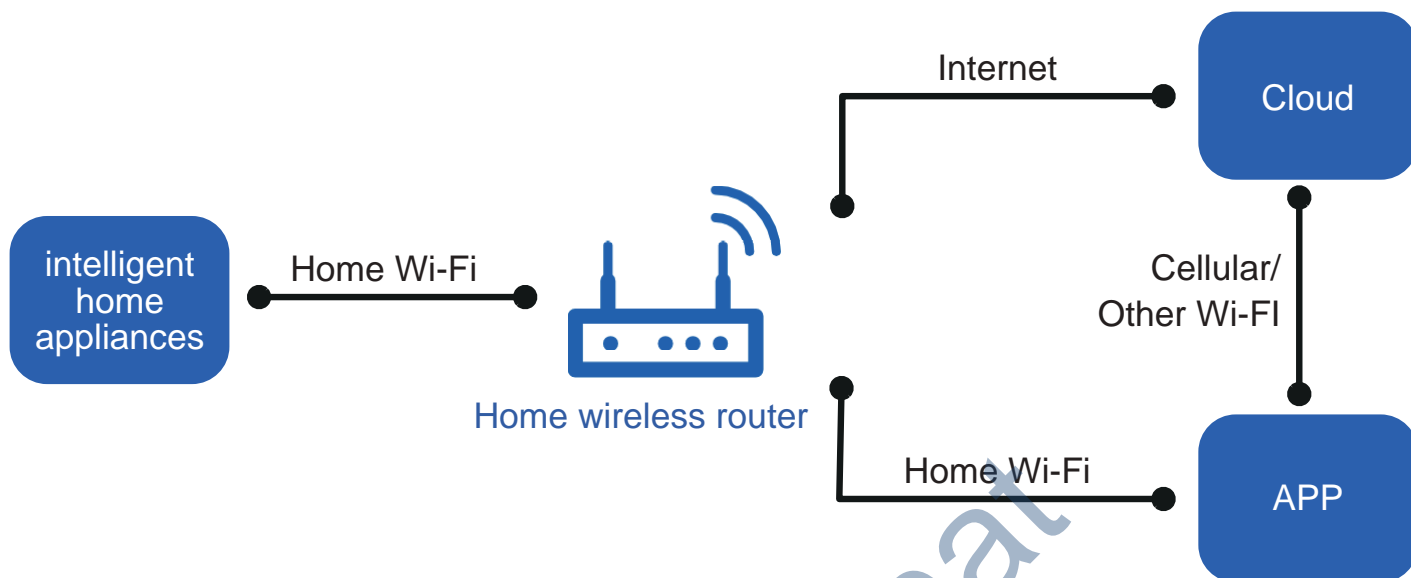 Internet
Cloud
intelligent
home
appliances
Home Wi-Fi
Cellular/
Other Wi-FI
Home wireless router
Home Wi-Fi
APP